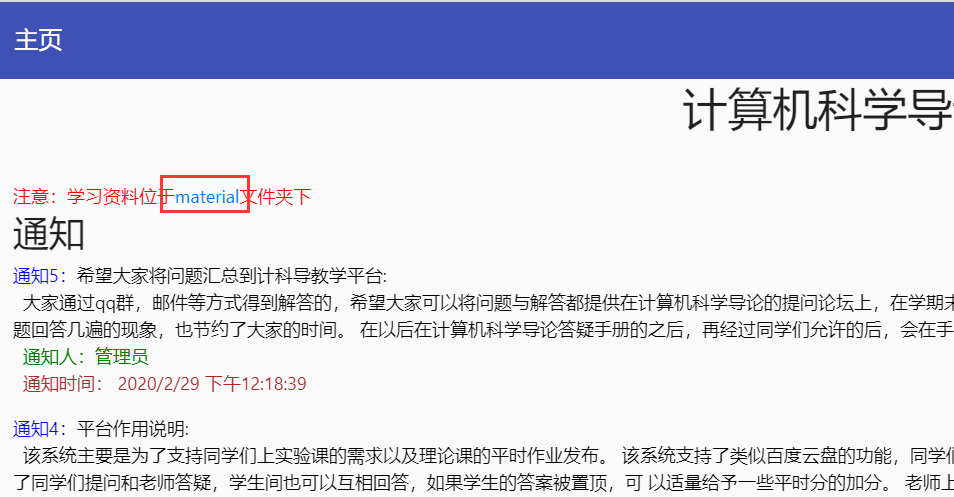 主页
计算机科学导
注意：学习资料位于material文件夹下
通知
通知5：希望大家将问题汇总到计科导教学平台:
大家通过qq群，邮件等方式得到解答的，希望大家可以将问题与解答都提供在计算机科学导论的提问论坛上，在学期末
题回答几遍的现象，也节约了大家的时间。 在以后在计算机科学导论答疑手册的之后，再经过同学们允许的后，会在手
通知人：管理员
通知时间： 2020/2/29 下午12:18:39
通知4：平台作用说明:
该系统主要是为了支持同学们上实验课的需求以及理论课的平时作业发布。 该系统支持了类似百度云盘的功能，同学们
了同学们提问和老师答疑，学生间也可以互相回答，如果学生的答案被置顶，可 以适量给予一些平时分的加分。 老师上